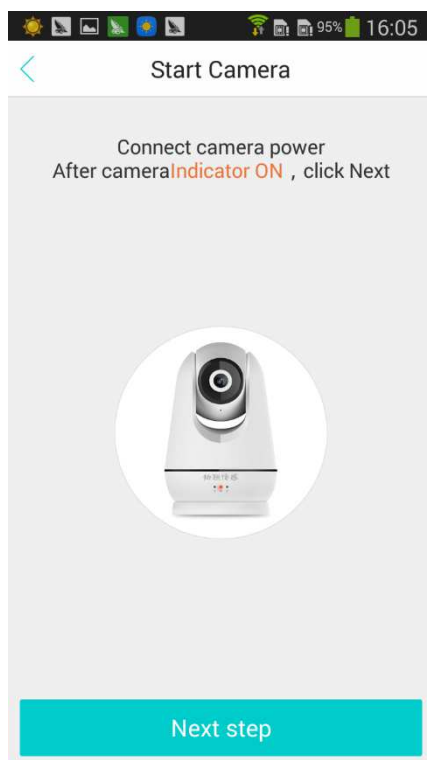 95% 16:05
Start Camera
Connect camera power
After cameraIndicator ON , click Next
Next step